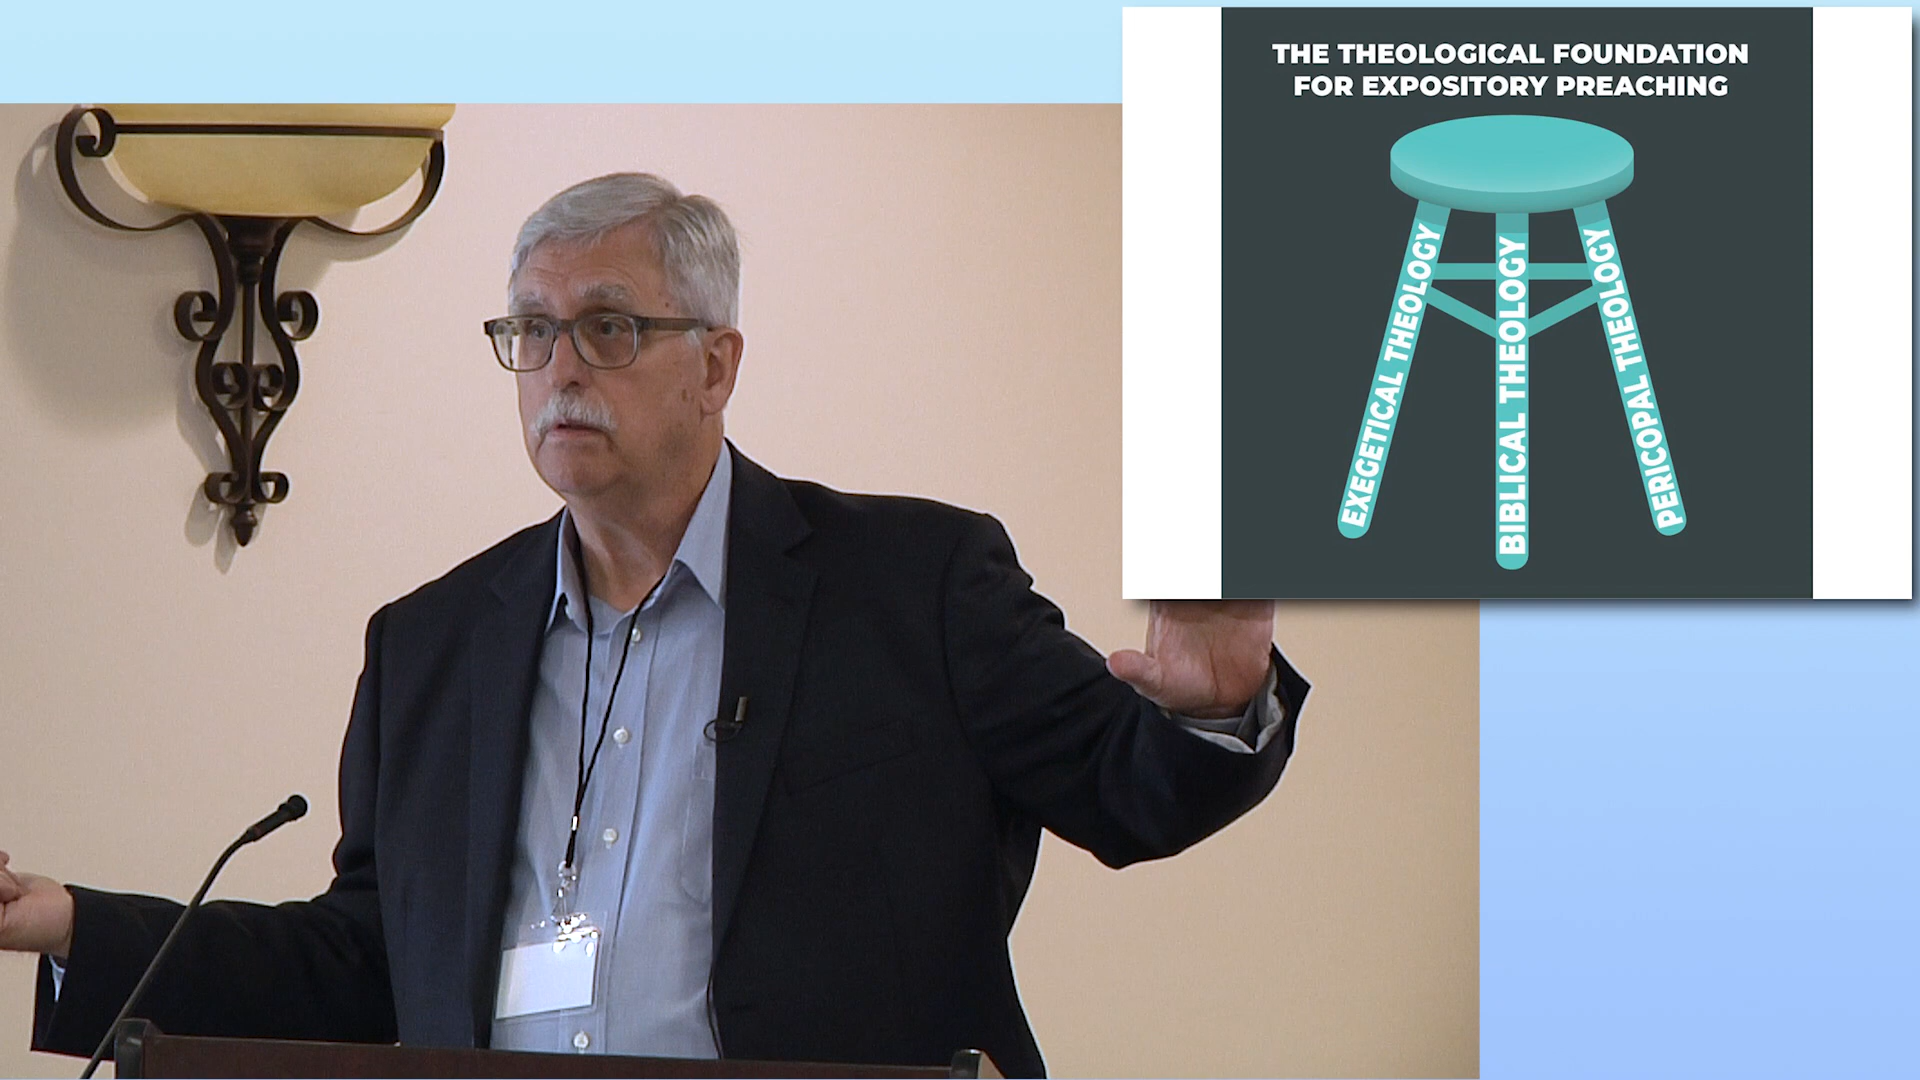 THE THEOLOGICAL FOUNDATION
FOR EXPOSITORY PREACHING
EXEGETICAL THEOLOGY
BIBLICAL THEOLOGY
PERICOPAL THEOLOGY